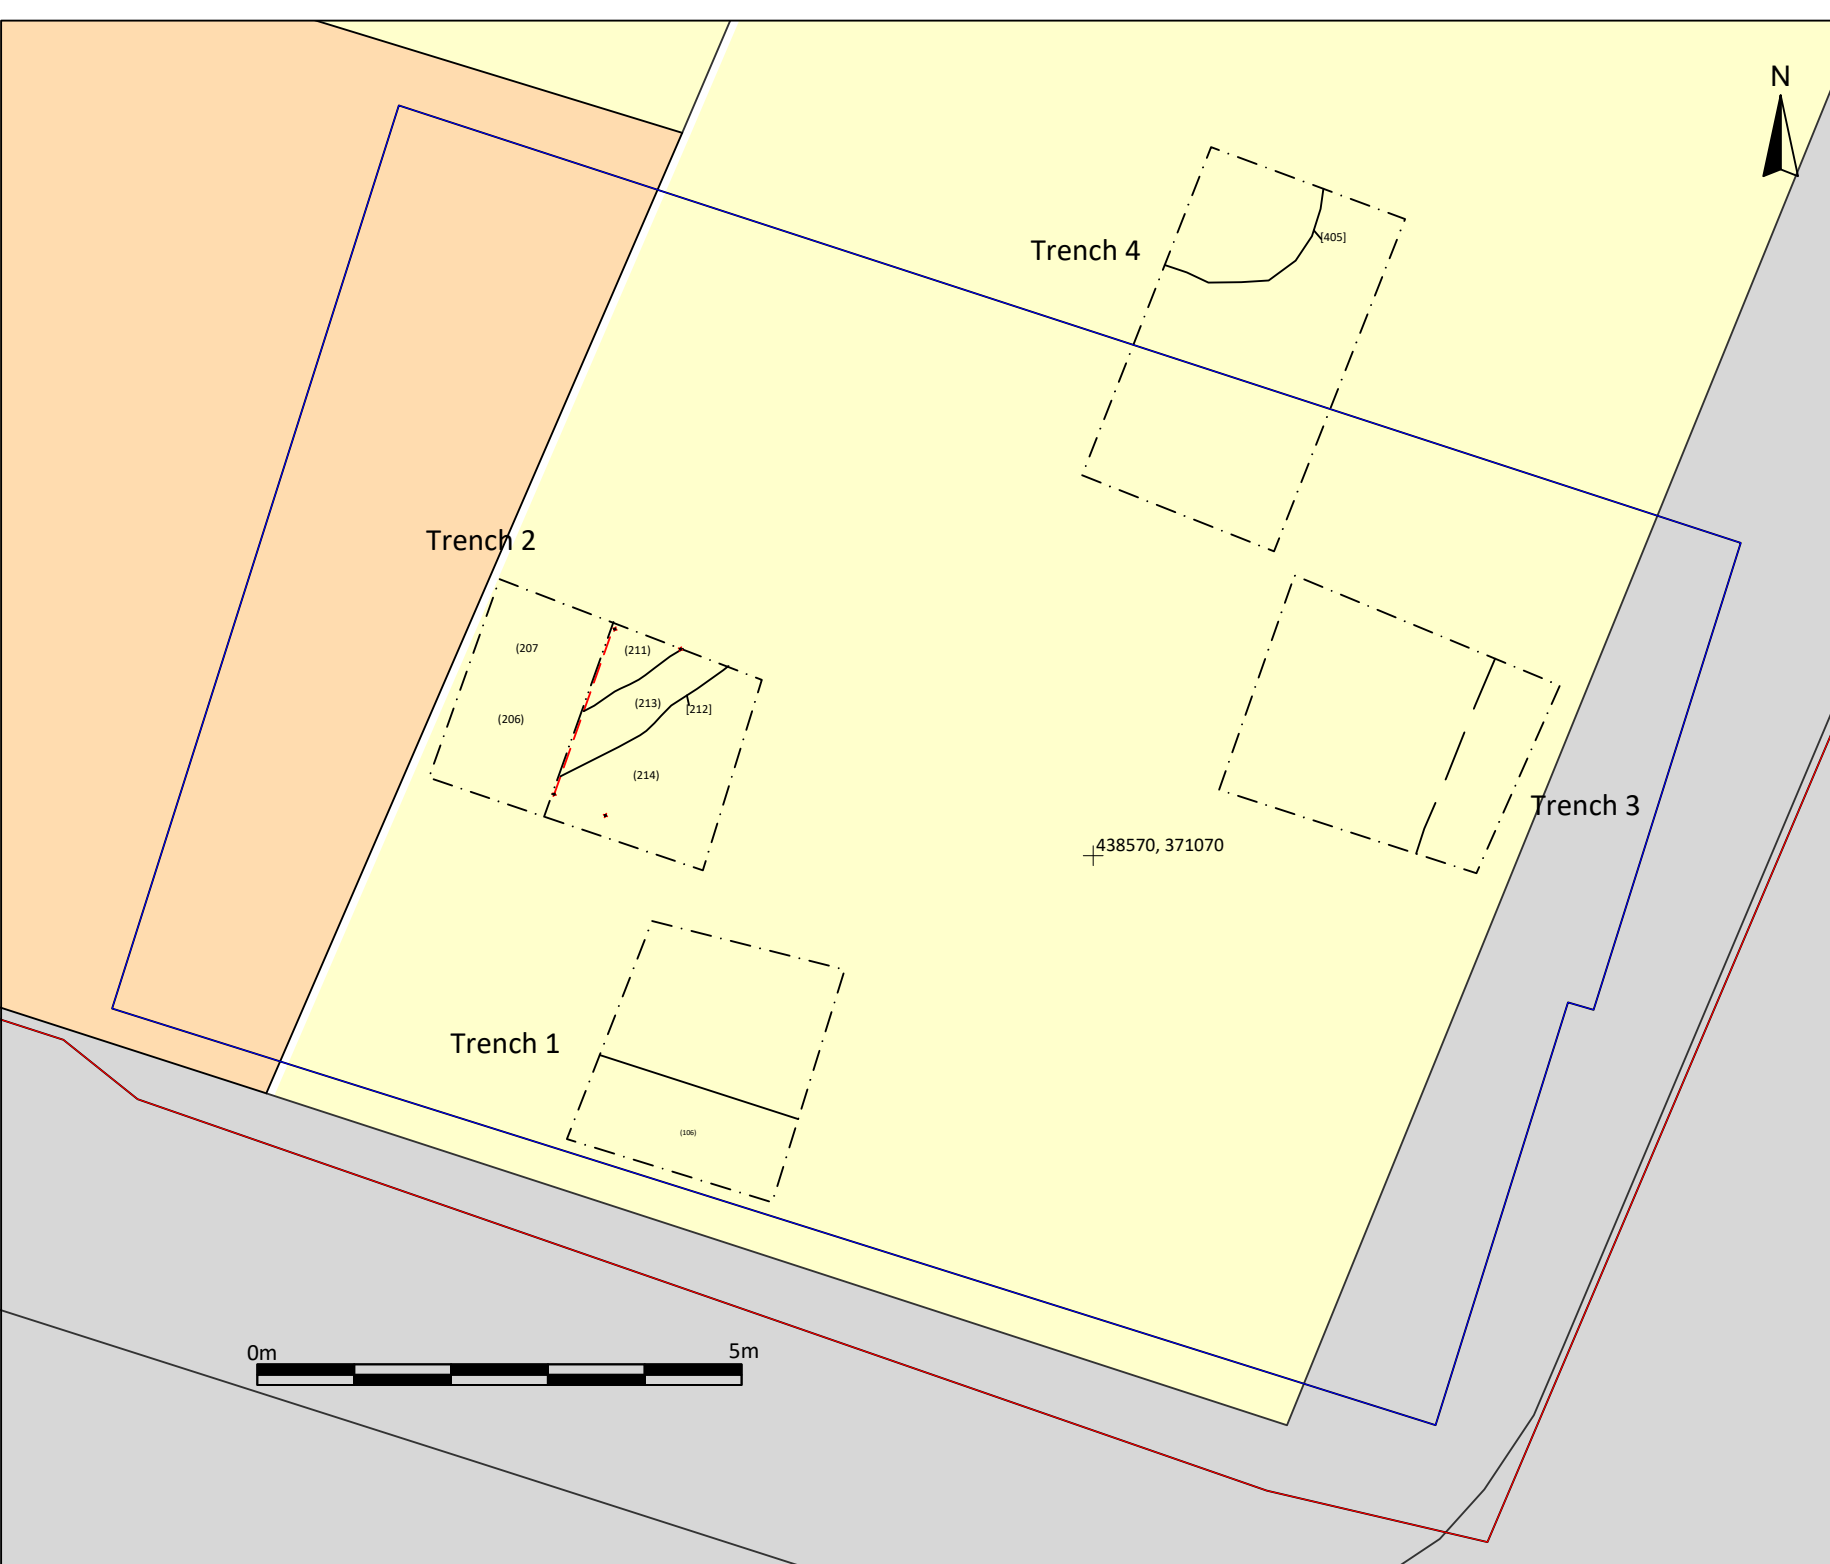 N
Trench 4
[405]
Trench 2
(207
(211)
(213)
[212]
(206)
(214)
Trench 3
438570, 371070
Trench 1
(106)
0m
5m